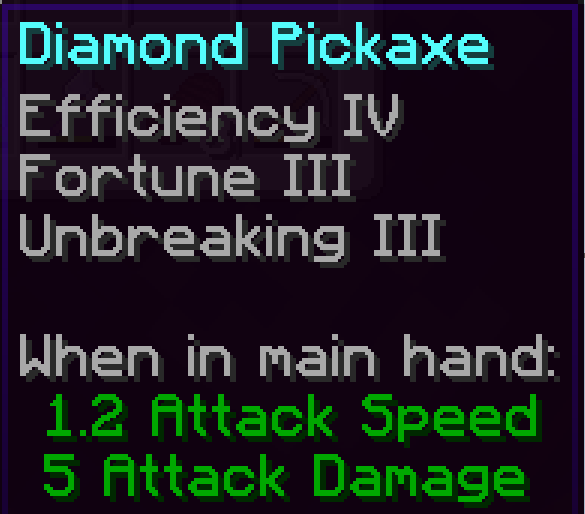 Diamond Pickaxe
Efficiency IV
Fortune III
Unbreaking III
When in main hand:
1.2 Attack Speed
5 Attack Damage